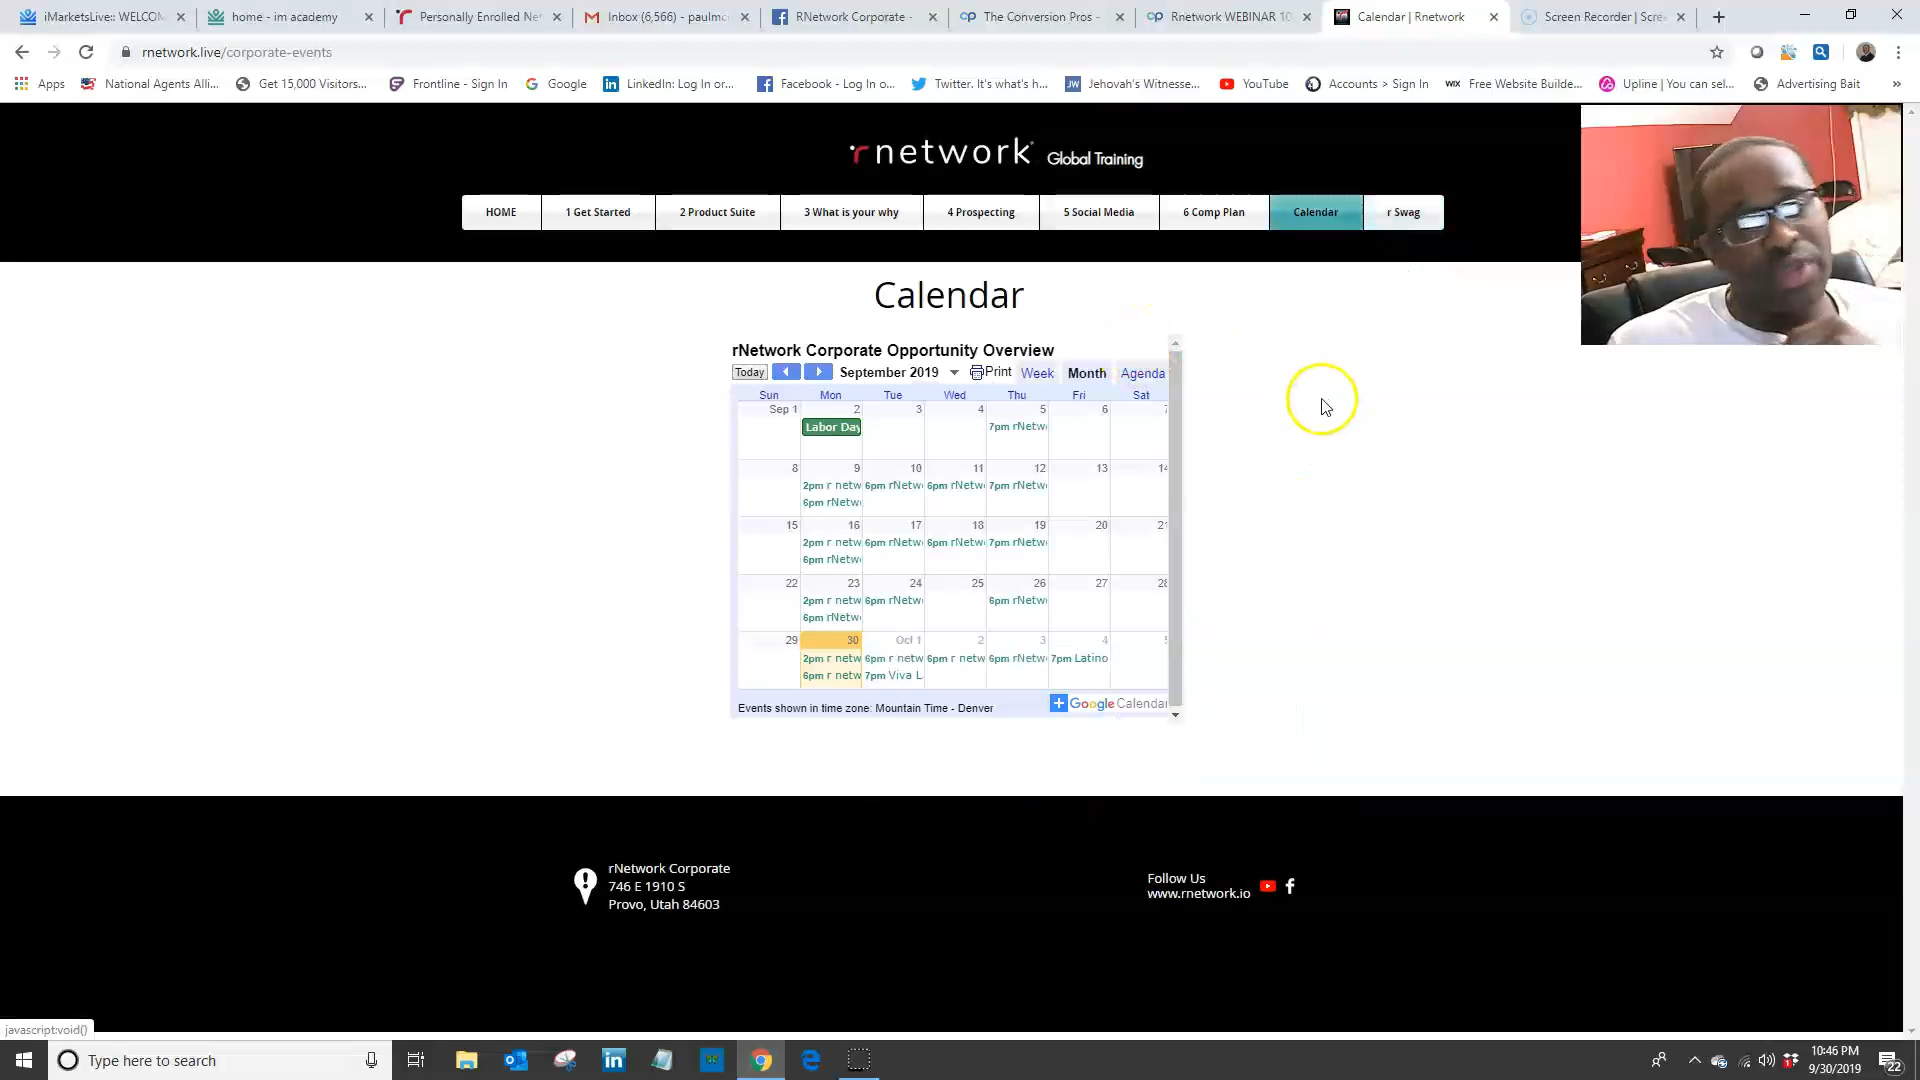 iMarketsLive:: WELCOM
home - im academy
Personally Enrolled Ne
Inbox (6,566) - paulmc
RNetwork Corporate -
The Conversion Pros -
Rnetwork WEBINAR 10
Calendar | Rnetwork
Screen Recorder | Scre
rnetwork.live/corporate-events
Apps
National Agents Alli...
Get 15,000 Visitors...
Frontline - Sign In
Google
LinkedIn: Log In or...
Facebook - Log In o...
Twitter. It's what's h...
Jehovah's Witnesse...
YouTube
Accounts > Sign In
WIX Free Website Builde...
Upline | You can sel...
Advertising Bait
»
rnetwork Global Training
HOME
1 Get Started
2 Product Suite
3 What is your why
4 Prospecting
5 Social Media
6 Comp Plan
Calendar
r Swag
Calendar
rNetwork Corporate Opportunity Overview
Today September 2019 Print Week Month Agenda
Sun Mon Tue Wed Thu Fri Sat
Sep 1 2 3 4 5 6 7
Labor Day 7pm rNetw
8 9 10 11 12 13 14
2pm r netw 6pm rNetw 6pm rNetw 7pm rNetw
6pm rNetw
15 16 17 18 19 20 21
2pm r netw 6pm rNetw 6pm rNetw 7pm rNetw
6pm rNetw
22 23 24 25 26 27 28
2pm r netw 6pm rNetw 6pm rNetw
6pm rNetw
29 30 Oct 1 2 3 4 5
2pm r netw 6pm r netw 6pm r netw 6pm rNetw 7pm Latino
6pm r netw 7pm Viva L
Events shown in time zone: Mountain Time - Denver
Google Calendar
rNetwork Corporate
746 E 1910 S
Provo, Utah 84603
Follow Us
www.rnetwork.io
javascript:void()
Type here to search
10:46 PM
9/30/2019
22